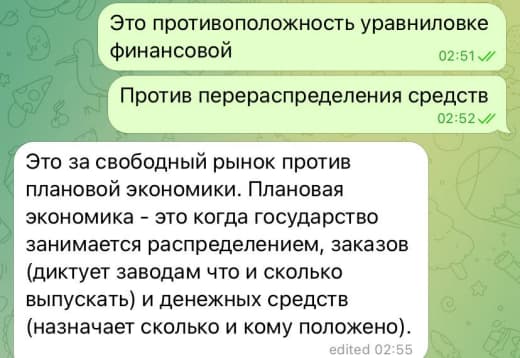 Это противоположность уравниловке
финансовой
02:51
Против перераспределения средств
02:52
Это за свободный рынок против
плановой экономики. Плановая
экономика - это когда государство
занимается распределением, заказов
(диктует заводам что и сколько
выпускать) и денежных средств
(назначает сколько и кому положено).
edited 02:55